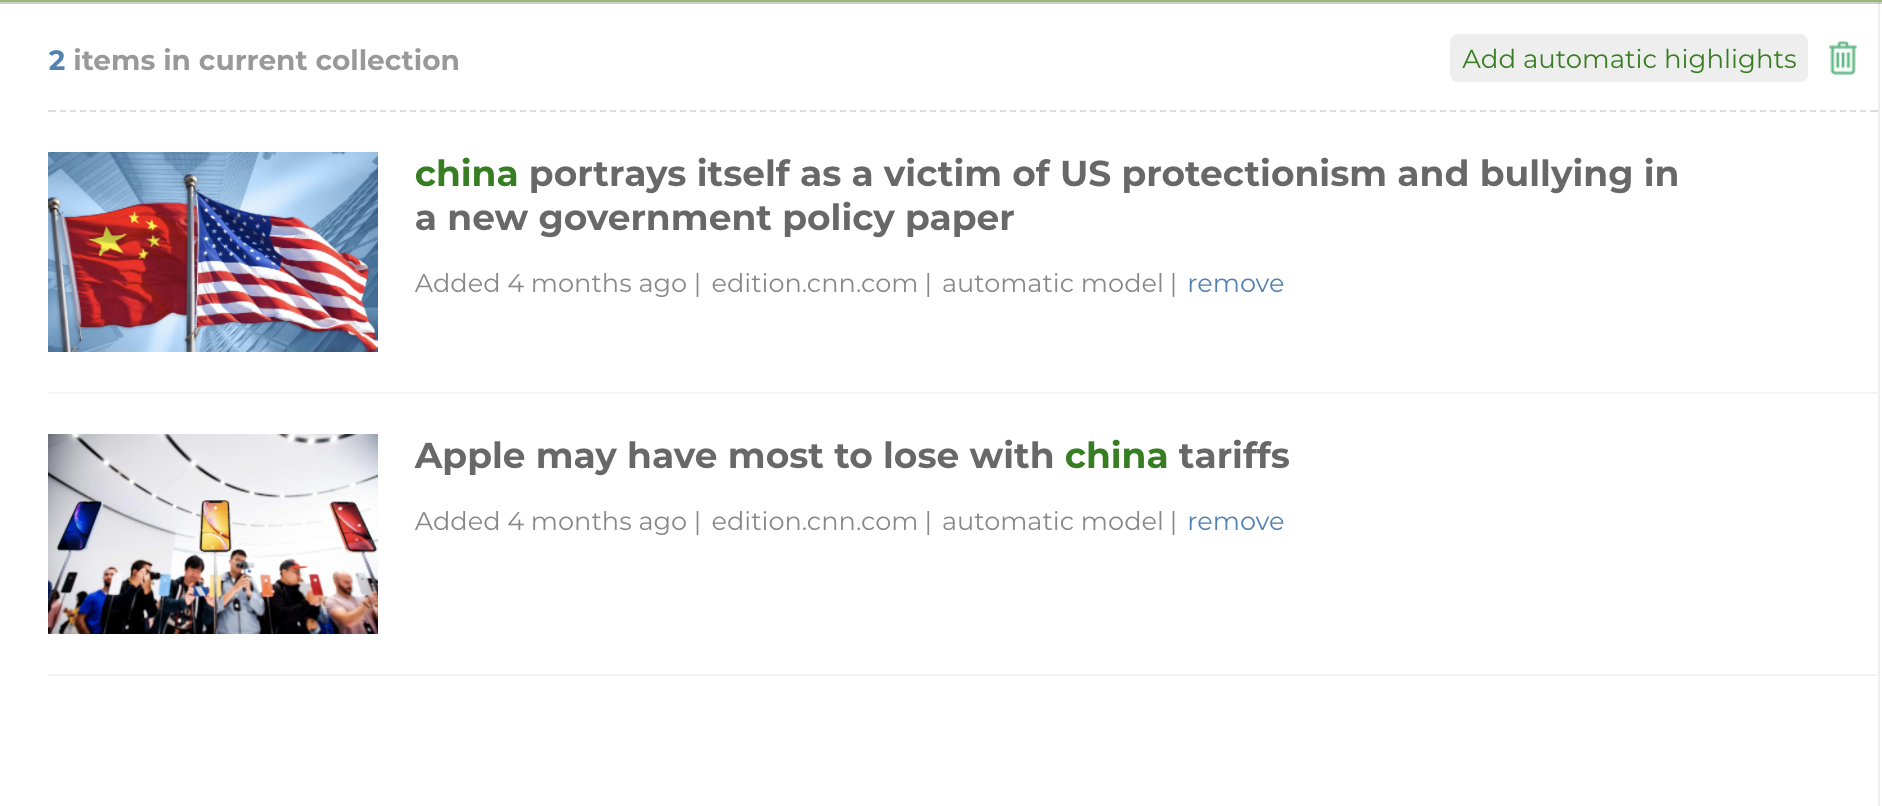 2 items in current collection
Add automatic highlights
china portrays itself as a victim of US protectionism and bullying in
a new government policy paper
Added 4 months ago | edition.cnn.com | automatic model | remove
Apple may have most to lose with china tariffs
Added 4 months ago | edition.cnn.com | automatic model | remove